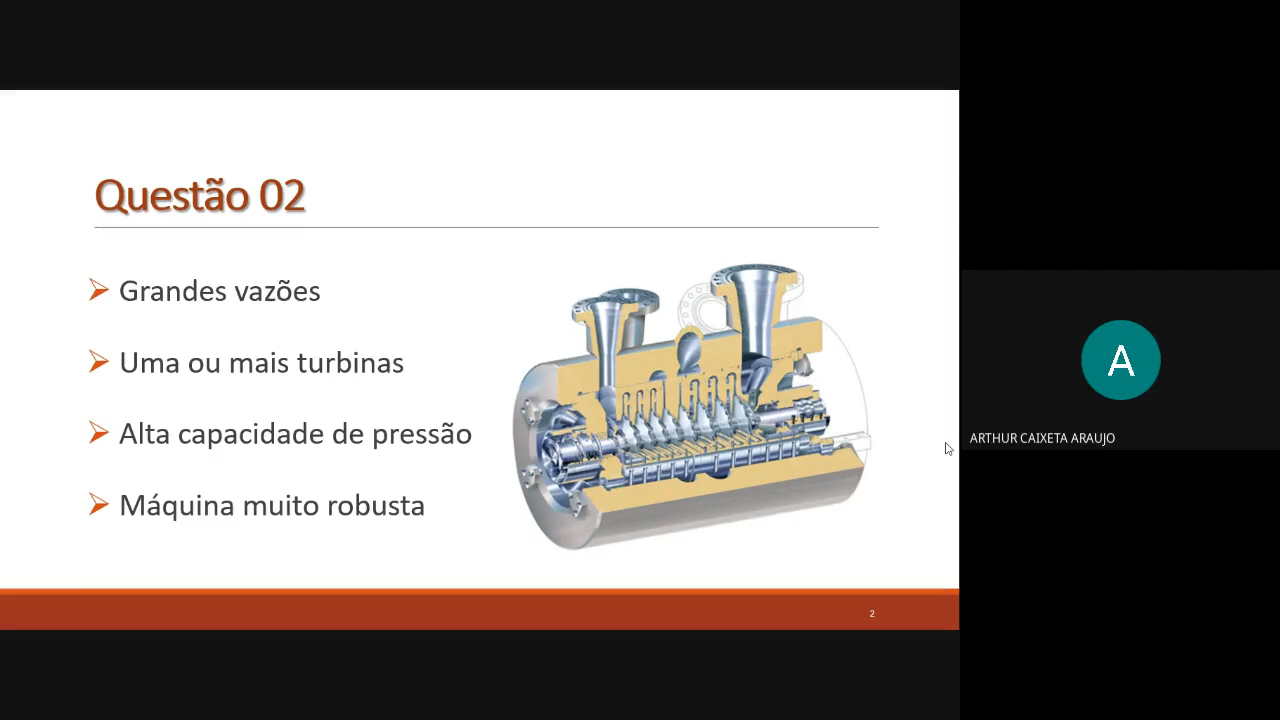 Questão 02
Grandes vazões
Uma ou mais turbinas
Alta capacidade de pressão
Máquina muito robusta
2
A
ARTHUR CAIXETA ARAUJO